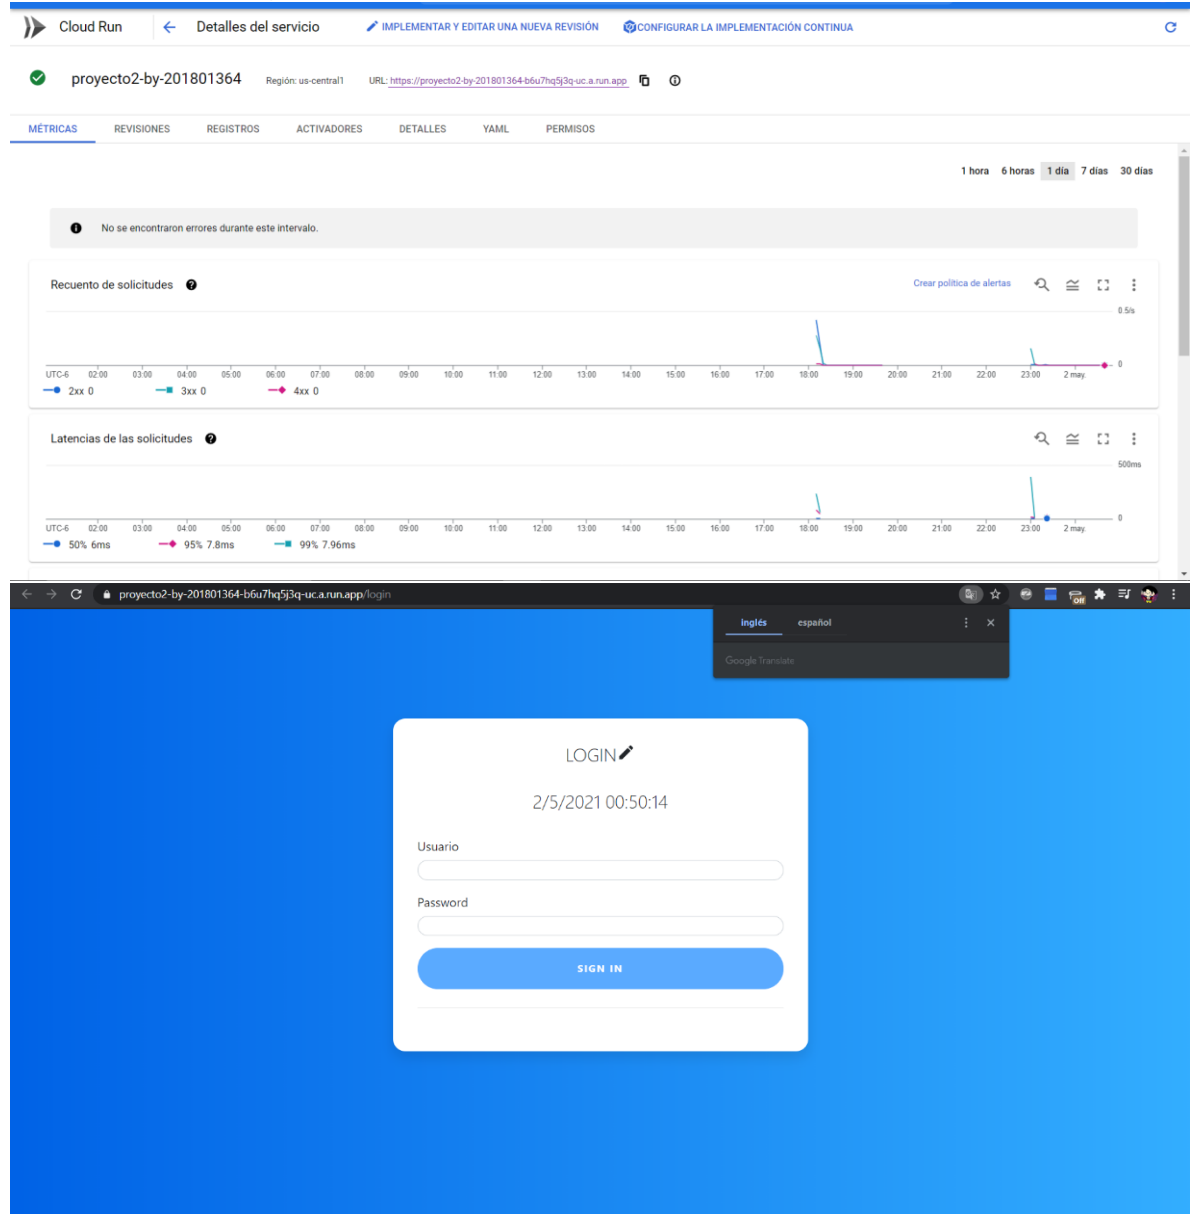 Cloud Run Detalles del servicio IMPLEMENTAR Y EDITAR UNA NUEVA REVISIÓN CONFIGURAR LA IMPLEMENTACIÓN CONTINUA
proyecto2-by-201801364 Región: us-central1 URL: https://proyecto2-by-201801364-b6u7hq5j3q-uc.a.run.app
MÉTRICAS REVISIONES REGISTROS ACTIVADORES DETALLES YAML PERMISOS
1 hora 6 horas 1 día 7 días 30 días
No se encontraron errores durante este intervalo.
Recuento de solicitudes Crear política de alertas
0.5/s
0
UTC-6 02:00 03:00 04:00 05:00 06:00 07:00 08:00 09:00 10:00 11:00 12:00 13:00 14:00 15:00 16:00 17:00 18:00 19:00 20:00 21:00 22:00 23:00 2 may.
2xx 0 3xx 0 4xx 0
Latencias de las solicitudes
500ms
0
UTC-6 02:00 03:00 04:00 05:00 06:00 07:00 08:00 09:00 10:00 11:00 12:00 13:00 14:00 15:00 16:00 17:00 18:00 19:00 20:00 21:00 22:00 23:00 2 may.
50% 6ms 95% 7.8ms 99% 7.96ms
proyecto2-by-201801364-b6u7hq5j3q-uc.a.run.app/login
Off
inglés español
Google Translate
LOGIN
2/5/2021 00:50:14
Usuario
Password
SIGN IN